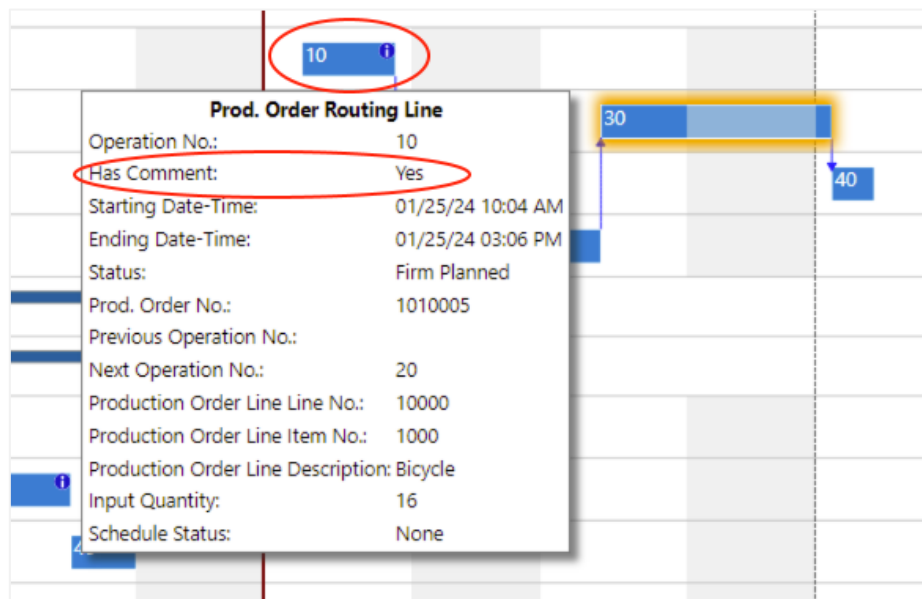 10
30
40
Prod. Order Routing Line
Operation No.: 10
Has Comment: Yes
Starting Date-Time: 01/25/24 10:04 AM
Ending Date-Time: 01/25/24 03:06 PM
Status: Firm Planned
Prod. Order No.: 1010005
Previous Operation No.:
Next Operation No.: 20
Production Order Line Line No.: 10000
Production Order Line Item No.: 1000
Production Order Line Description: Bicycle
Input Quantity: 16
Schedule Status: None